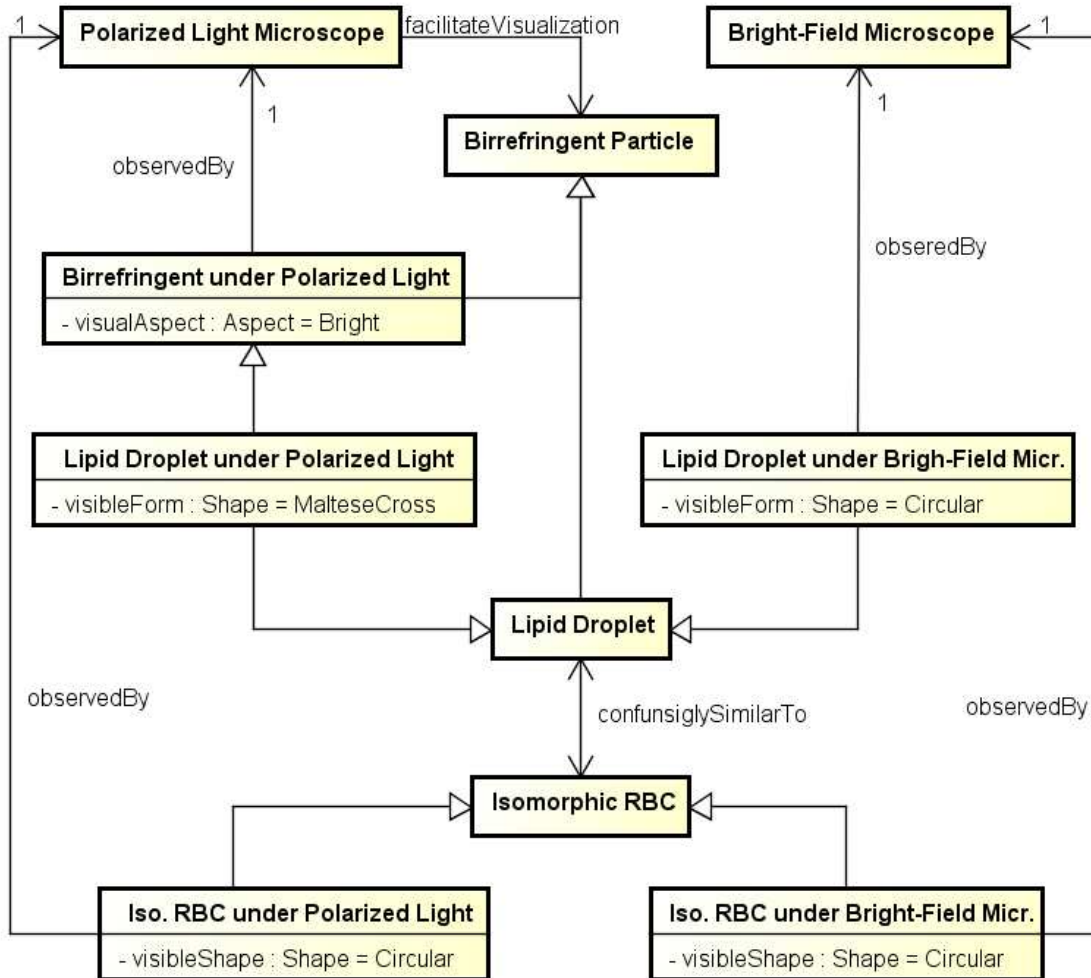 1
Polarized Light Microscope
facilitateVisualization
Bright-Field Microscope
1
1
1
Birrefringent Particle
observedBy
obseredBy
Birrefringent under Polarized Light
- visualAspect : Aspect = Bright
Lipid Droplet under Polarized Light
- visibleForm : Shape = MalteseCross
Lipid Droplet under Brigh-Field Micr.
- visibleForm : Shape = Circular
Lipid Droplet
observedBy
confunsiglySimilarTo
observedBy
Isomorphic RBC
Iso. RBC under Polarized Light
- visibleShape : Shape = Circular
Iso. RBC under Bright-Field Micr.
- visibleShape : Shape = Circular